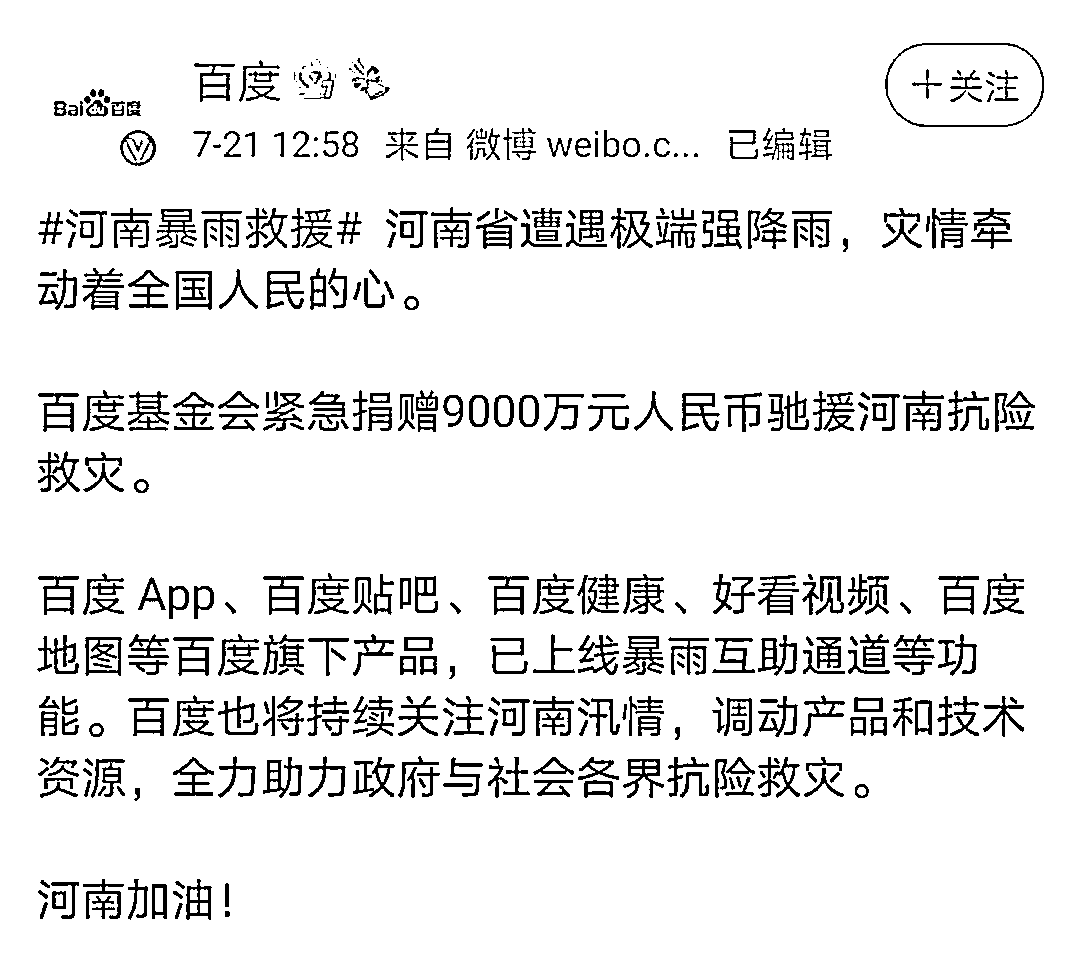 百度
+关注
Bai百度
7-21 12:58 来自 微博 weibo.c... 已编辑
#河南暴雨救援# 河南省遭遇极端强降雨，灾情牵
动着全国人民的心。
百度基金会紧急捐赠9000万元人民币驰援河南抗险
救灾。
百度 App、百度贴吧、百度健康、好看视频、百度
地图等百度旗下产品，已上线暴雨互助通道等功
能。百度也将持续关注河南汛情，调动产品和技术
资源，全力助力政府与社会各界抗险救灾。
河南加油！